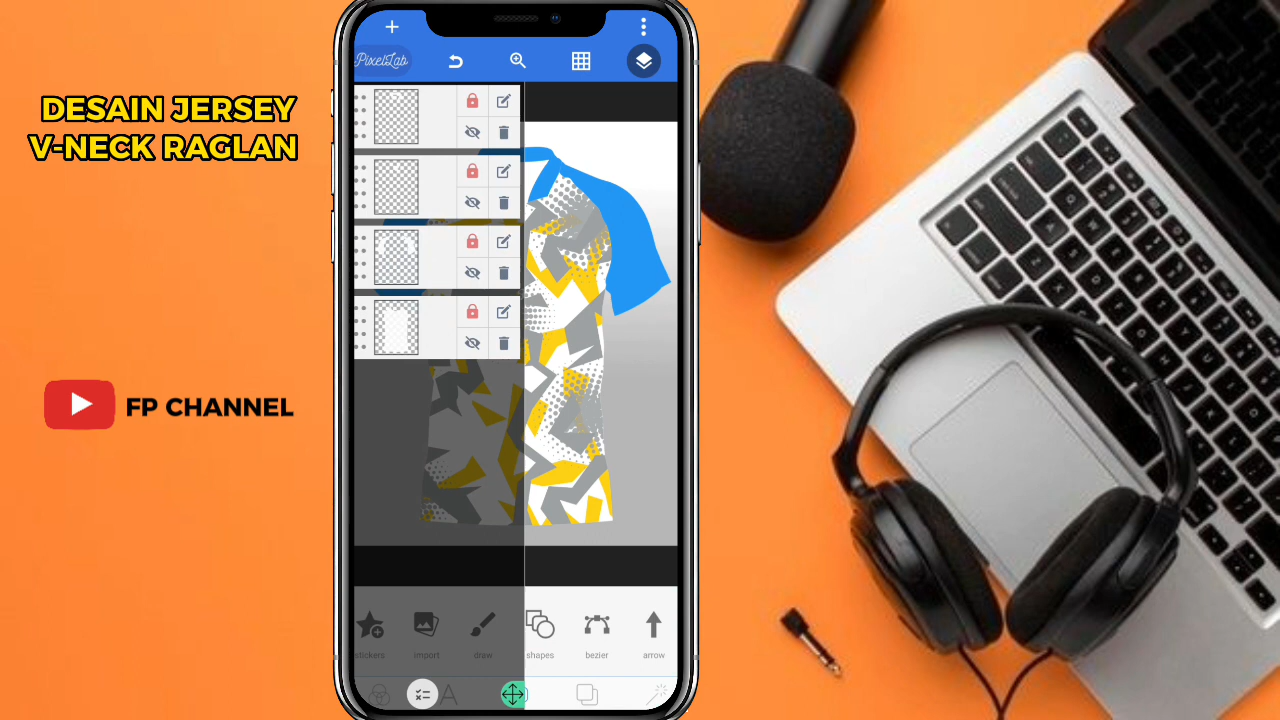 DESAIN JERSEY
V-NECK RAGLAN
FP CHANNEL
PixelLab
stickers
import
draw
shapes
bezier
arrow